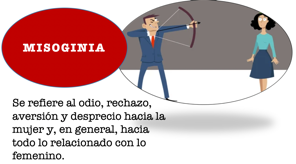 MISOGINIA
Se refiere al odio, rechazo,
aversión y desprecio hacia la
mujer y, en general, hacia
todo lo relacionado con lo
femenino.